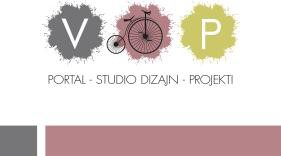 V P
PORTAL - STUDIO DIZAJN - PROJEKTI